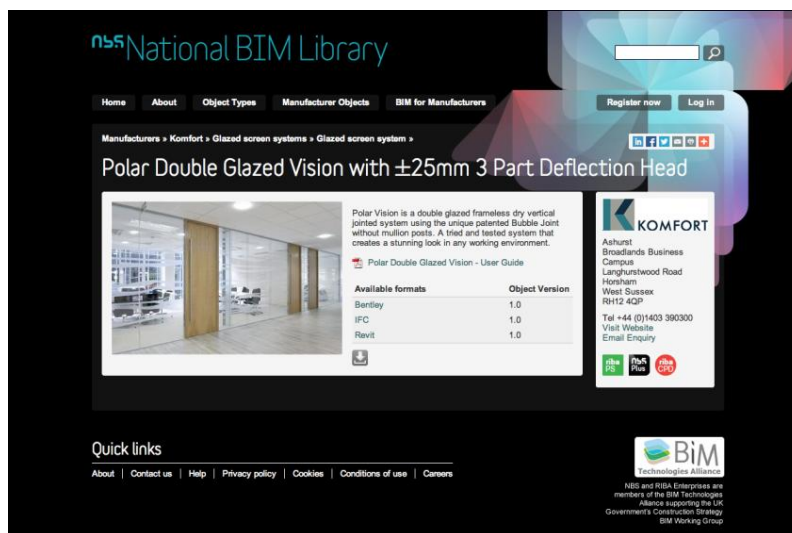 nbs National BIM Library
Home About Object Types Manufacturer Objects BIM for Manufacturers Register now Log in
Manufacturers » Komfort » Glazed screen systems » Glazed screen system »
Polar Double Glazed Vision with ±25mm 3 Part Deflection Head
Polar Vision is a double glazed frameless dry vertical
jointed system using the unique patented Bubble Joint
without mullion posts. A tried and tested system that
creates a stunning look in any working environment.
Polar Double Glazed Vision - User Guide
Available formats Object Version
Bentley 1.0
IFC 1.0
Revit 1.0
KOMFORT
Ashurst
Broadlands Business
Campus
Langhurstwood Road
Horsham
West Sussex
RH12 4QP
Tel +44 (0)1403 390300
Visit Website
Email Enquiry
riba PS nbs Plus riba CPD
Quick links
About | Contact us | Help | Privacy policy | Cookies | Conditions of use | Careers
BiM
Technologies Alliance
NBS and RIBA Enterprises are
members of the BIM Technologies
Alliance supporting the UK
Government's Construction Strategy
BIM Working Group